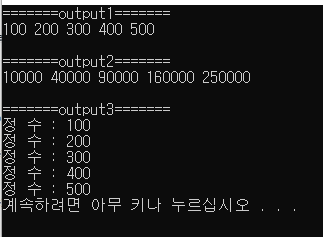 =======output1=======
100 200 300 400 500
=======output2=======
10000 40000 90000 160000 250000
=======output3=======
정 수 : 100
정 수 : 200
정 수 : 300
정 수 : 400
정 수 : 500
계속하려면 아무 키나 누르십시오 . . .